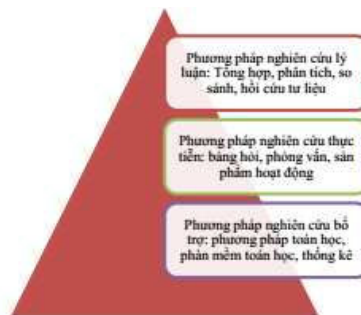 Phương pháp nghiên cứu lý
luận: Tổng hợp, phân tích, so
sánh, hồi cứu tư liệu
Phương pháp nghiên cứu thực
tiễn: bảng hỏi, phỏng vấn, sản
phẩm hoạt động
Phương pháp nghiên cứu bổ
trợ: phương pháp toán học,
phần mềm toán học, thống kê